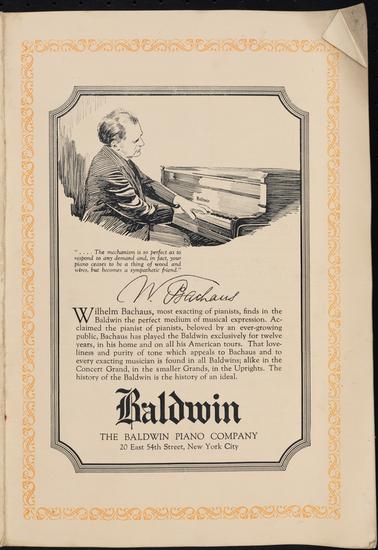 Baldwin
". . . . The mechanism is so perfect as to
respond to any demand and, in fact, your
piano ceases to be a thing of wood and
wires, but becomes a sympathetic friend."
W. Bachaus
Wilhelm Bachaus, most exacting of pianists, finds in the
Baldwin the perfect medium of musical expression. Ac-
claimed the pianist of pianists, beloved by an ever-growing
public, Bachaus has played the Baldwin exclusively for twelve
years, in his home and on all his American tours. That love-
liness and purity of tone which appeals to Bachaus and to
every exacting musician is found in all Baldwins; alike in the
Concert Grand, in the smaller Grands, in the Uprights. The
history of the Baldwin is the history of an ideal.
Baldwin
THE BALDWIN PIANO COMPANY
20 East 54th Street, New York City